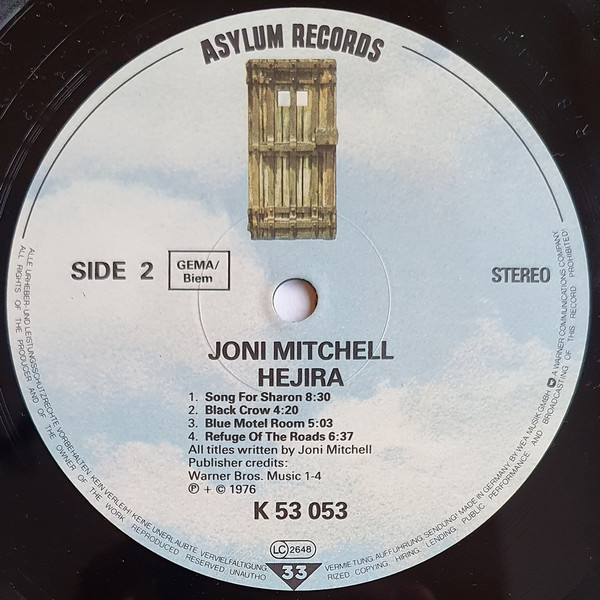 ASYLUM RECORDS
SIDE 2
GEMA/
Biem
STEREO
JONI MITCHELL
HEJIRA
1. Song For Sharon 8:30
2. Black Crow 4:20
3. Blue Motel Room 5:03
4. Refuge Of The Roads 6:37
All titles written by Joni Mitchell
Publisher credits:
Warner Bros. Music 1-4
℗ + © 1976
K 53 053
LC 2648
33
ALLE URHEBER- UND LEISTUNGSSCHUTZRECHTE VORBEHALTEN. KEIN VERLEIH! KEINE UNERLAUBTE VERVIELFÄLTIGUNG, VERMIETUNG, AUFFÜHRUNG, SENDUNG! MADE IN GERMANY BY WEA MUSIK GMBH A WARNER COMMUNICATIONS COMPANY
ALL RIGHTS OF THE PRODUCER AND OF THE OWNER OF THE WORK REPRODUCED RESERVED. UNAUTHORIZED COPYING, HIRING, LENDING, PUBLIC PERFORMANCE AND BROADCASTING OF THIS RECORD PROHIBITED!